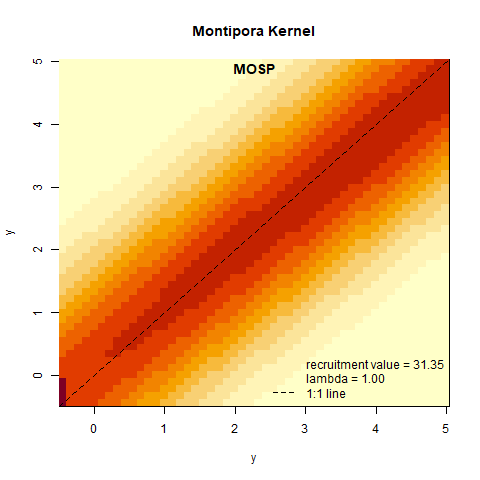 Montipora Kernel
MOSP
5
4
3
2
1
0
y
recruitment value = 31.35
lambda = 1.00
1:1 line
0
1
2
3
4
5
y